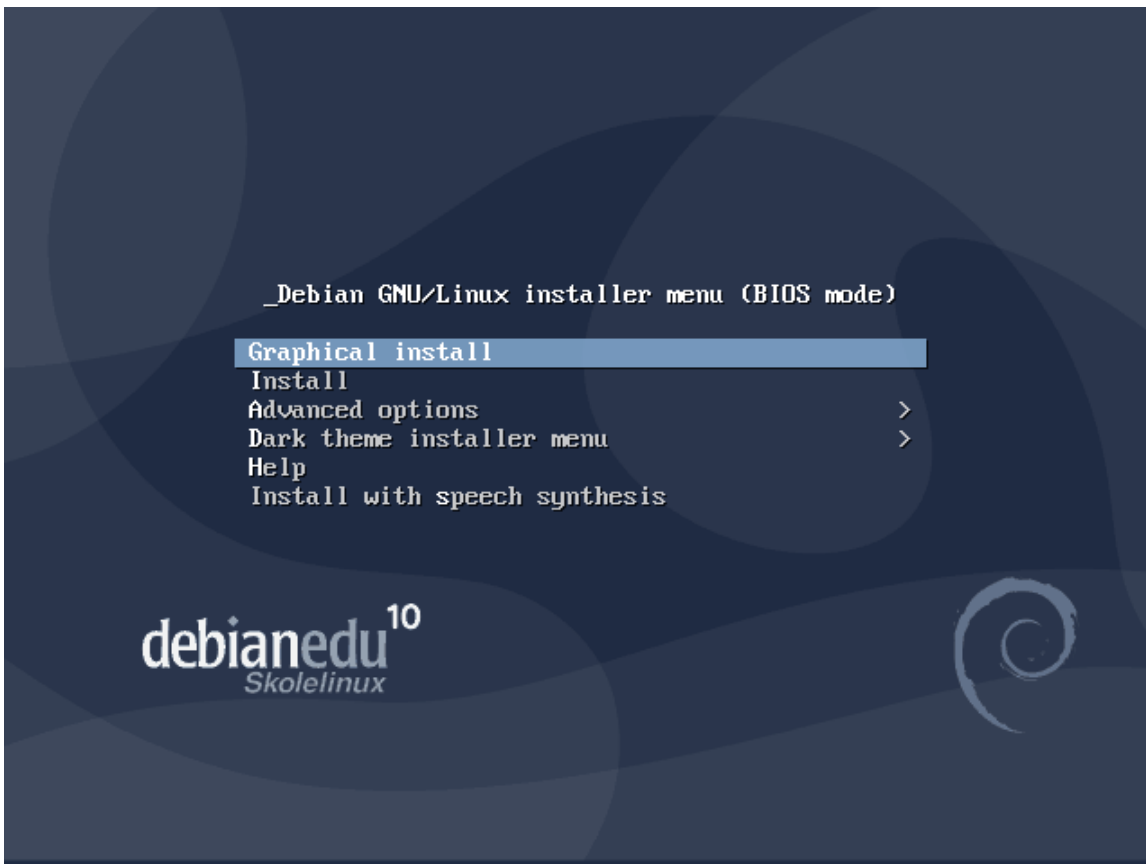 _Debian GNU/Linux installer menu (BIOS mode)
Graphical install
Install
Advanced options >
Dark theme installer menu >
Help
Install with speech synthesis
debianedu 10
Skolelinux